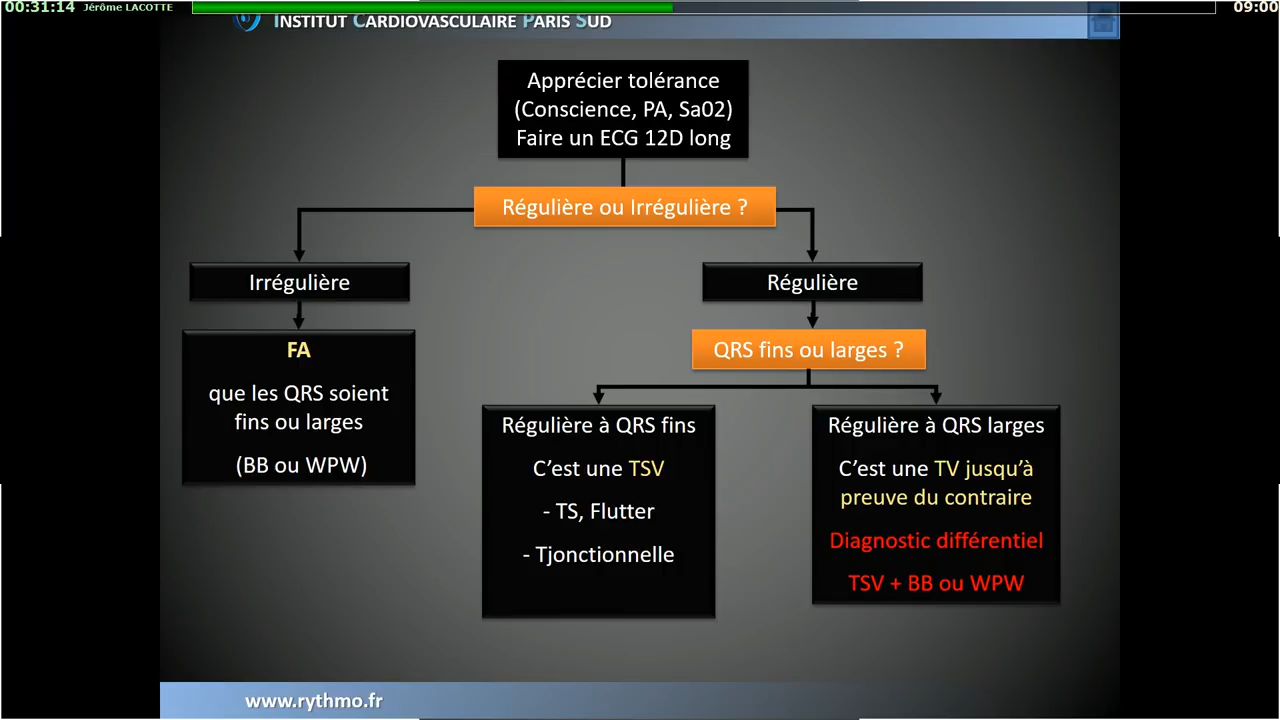 00:31:14 Jérôme LACOTTE 09:00
INSTITUT CARDIOVASCULAIRE PARIS SUD
Apprécier tolérance
(Conscience, PA, Sa02)
Faire un ECG 12D long
Régulière ou Irrégulière ?
Irrégulière
FA
que les QRS soient
fins ou larges
(BB ou WPW)
Régulière
QRS fins ou larges ?
Régulière à QRS fins
C’est une TSV
- TS, Flutter
- Tjonctionnelle
Régulière à QRS larges
C’est une TV jusqu’à
preuve du contraire
Diagnostic différentiel
TSV + BB ou WPW
www.rythmo.fr